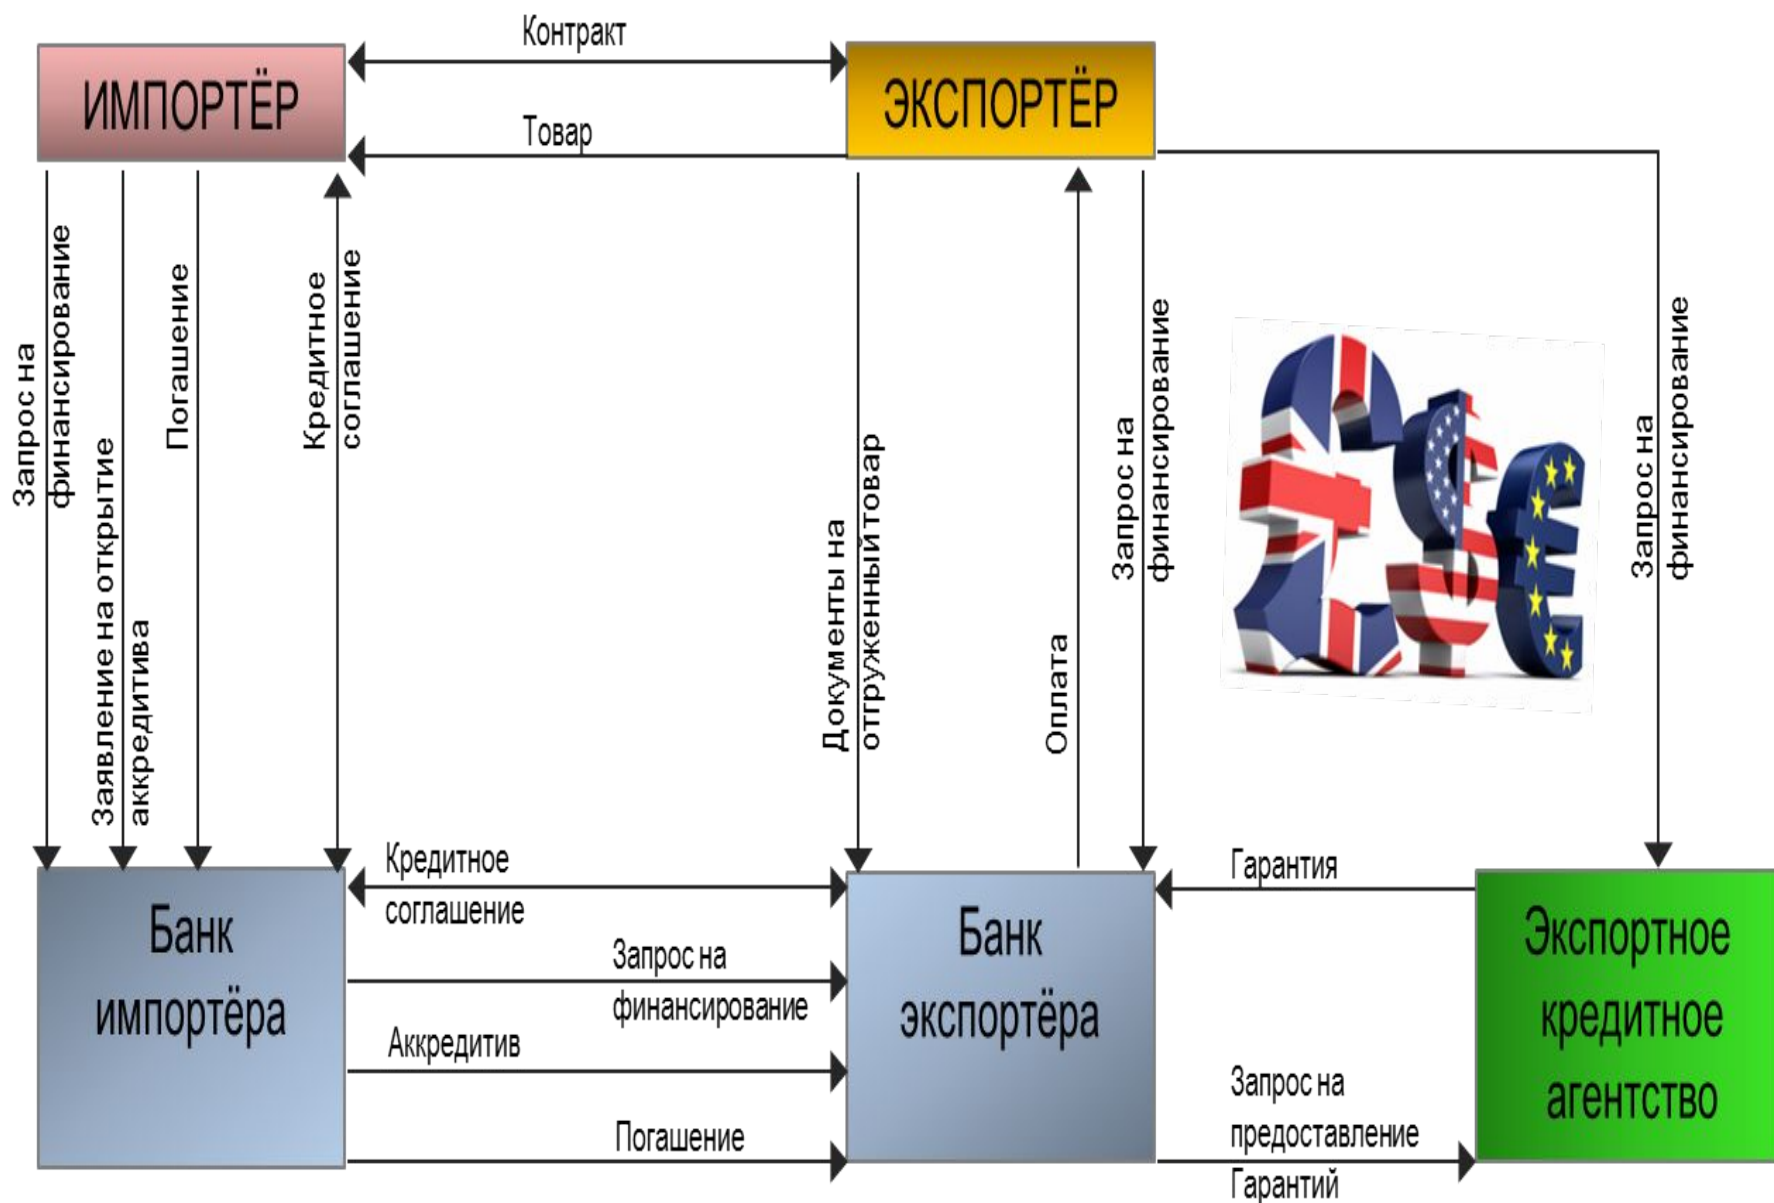 Контракт
ИМПОРТЁР
ЭКСПОРТЁР
Товар
Запрос на
финансирование
Заявление на открытие
аккредитива
Погашение
Кредитное
соглашение
Документы на
отгруженный товар
Оплата
Запрос на
финансирование
Запрос на
финансирование
Кредитное
соглашение
Гарантия
Банк
импортёра
Запрос на
финансирование
Аккредитив
Погашение
Банк
экспортёра
Запрос на
предоставление
Гарантий
Экспортное
кредитное
агентство